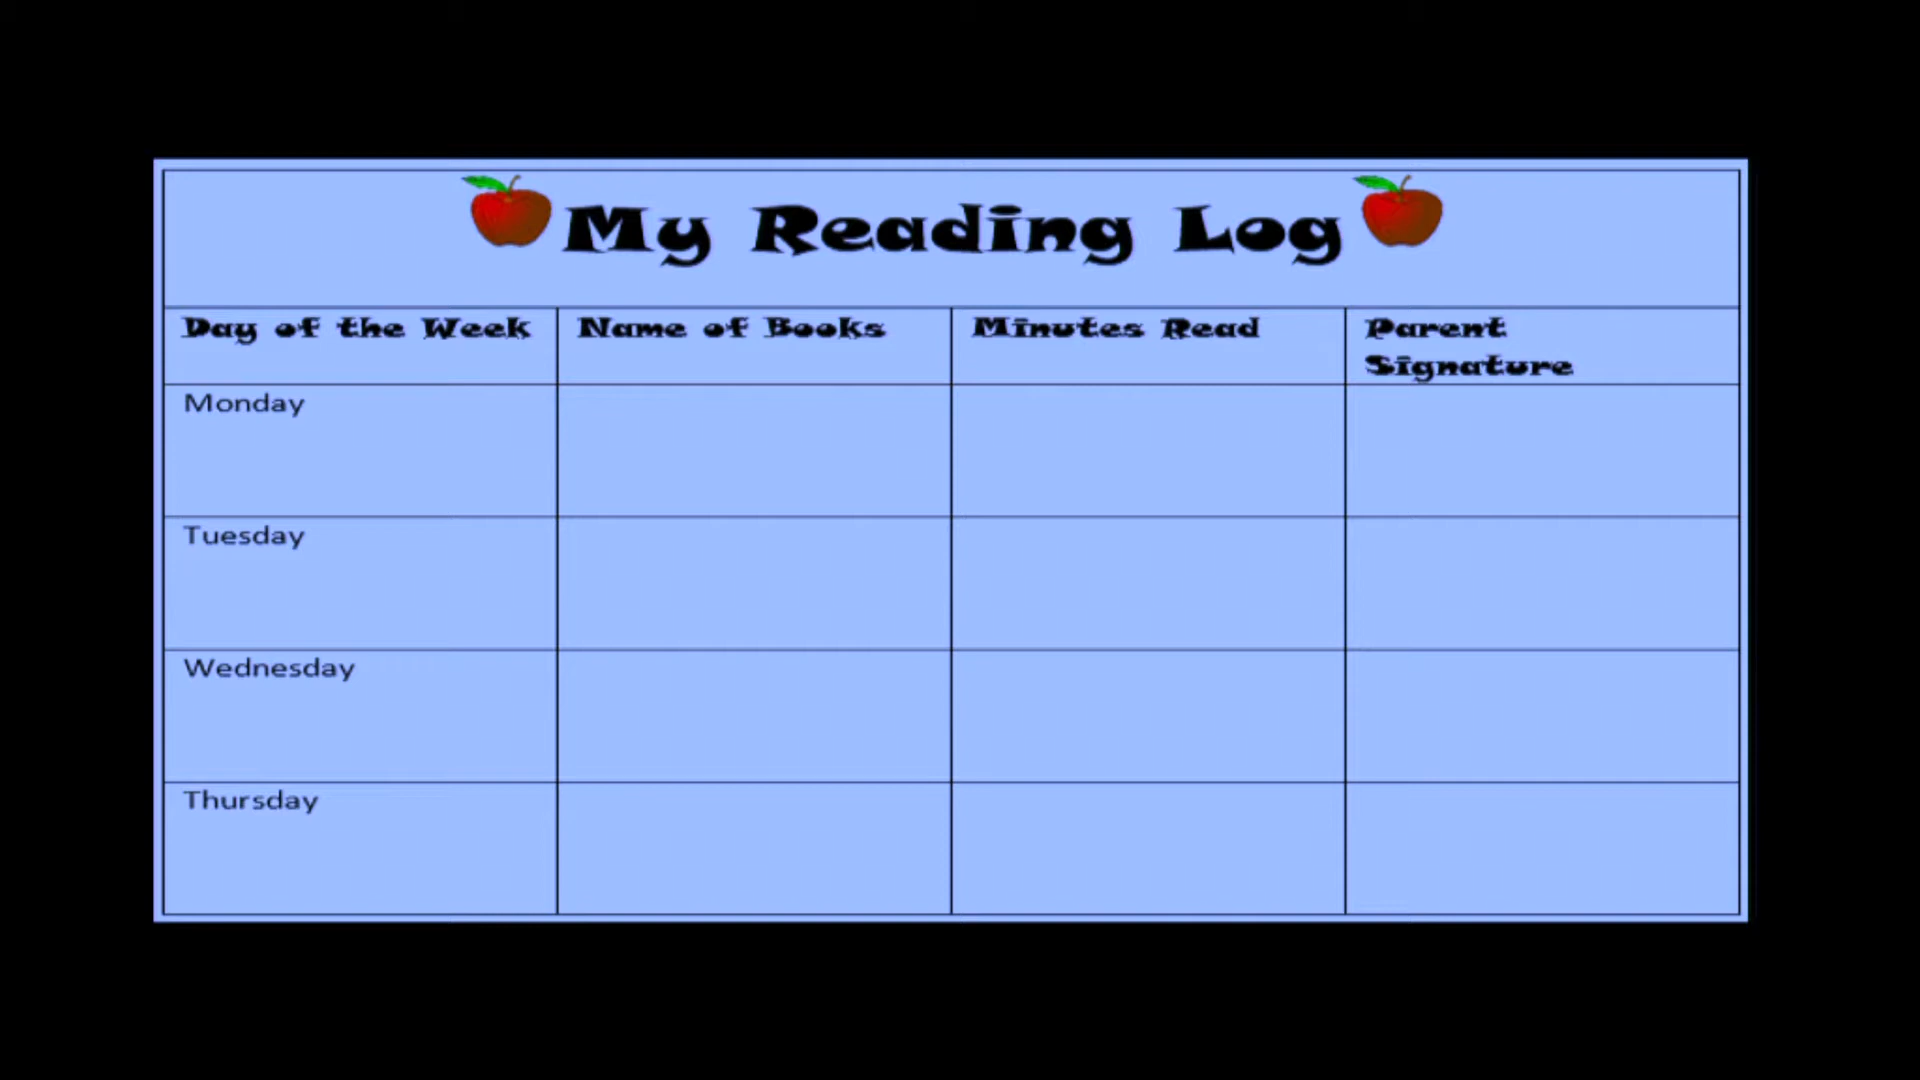 My Reading Log
Day of the Week Name of Books Minutes Read Parent
Signature
Monday
Tuesday
Wednesday
Thursday